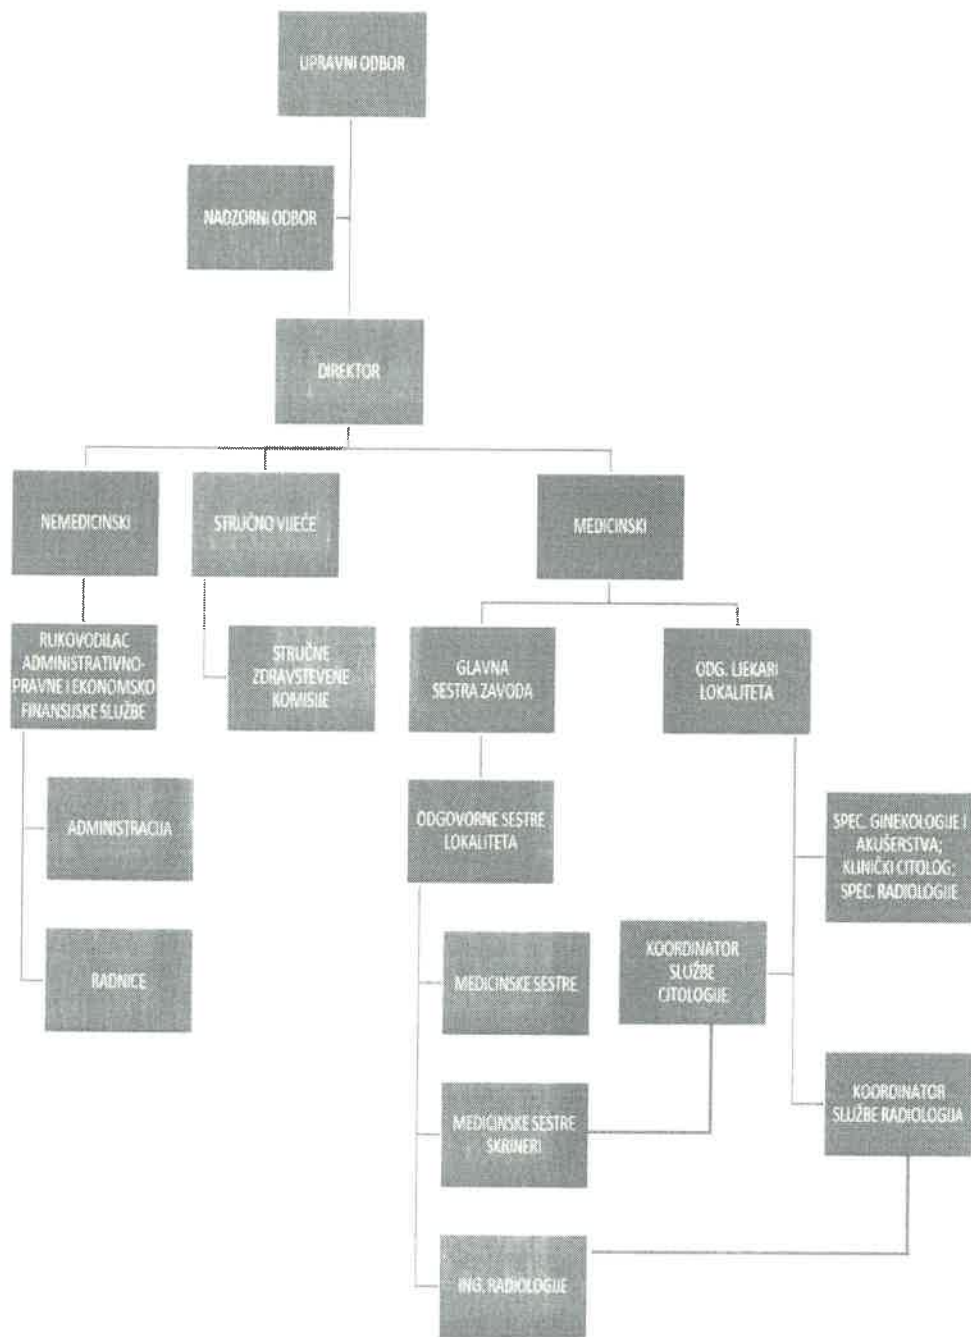 UPRAVNI ODBOR
NADZORNI ODBOR
DIREKTOR
NEMEDICINSKI
STRUČNO VIJEĆE
MEDICINSKI
RUKOVODILAC
ADMINISTRATIVNO-
PRAVNE I EKONOMSKO
FINANSIJSKE SLUŽBE
STRUČNE
ZDRAVSTEVENE
KOMISIJE
GLAVNA
SESTRA ZAVODA
ODG. LJEKARI
LOKALITETA
ADMINISTRACIJA
ODGOVORNE SESTRE
LOKALITETA
SPEC. GINEKOLOGIJE I
AKUŠERSTVA;
KLINIČKI CITOLOG;
SPEC. RADIOLOGIJE
RADNICE
MEDICINSKE SESTRE
KOORDINATOR
SLUŽBE
CITOLOGIJE
MEDICINSKE SESTRE
SKRINERI
KOORDINATOR
SLUŽBE RADIOLOGIJA
ING. RADIOLOGIJE